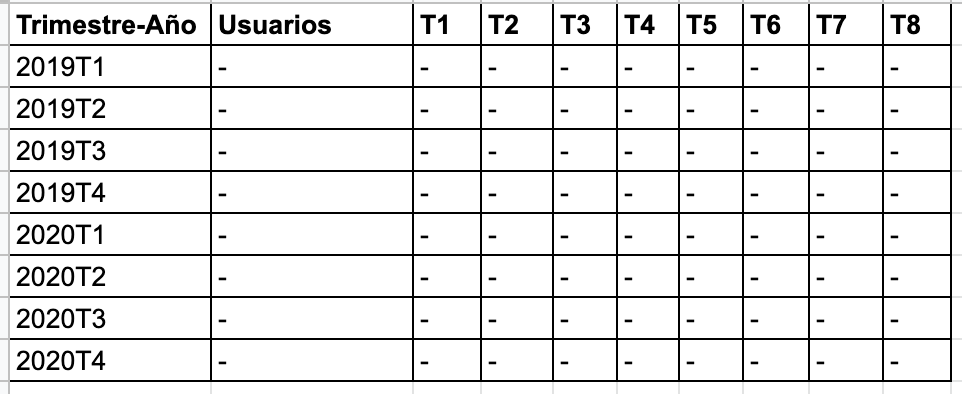 Trimestre-Año Usuarios T1 T2 T3 T4 T5 T6 T7 T8
2019T1 - - - - - - - - -
2019T2 - - - - - - - - -
2019T3 - - - - - - - - -
2019T4 - - - - - - - - -
2020T1 - - - - - - - - -
2020T2 - - - - - - - - -
2020T3 - - - - - - - - -
2020T4 - - - - - - - - -